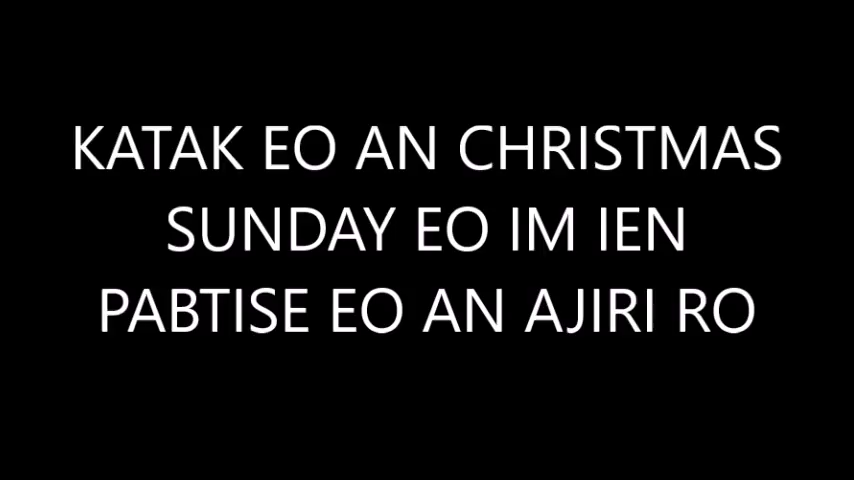 KATAK EO AN CHRISTMAS
SUNDAY EO IM IEN
PABTISE EO AN AJIRI RO